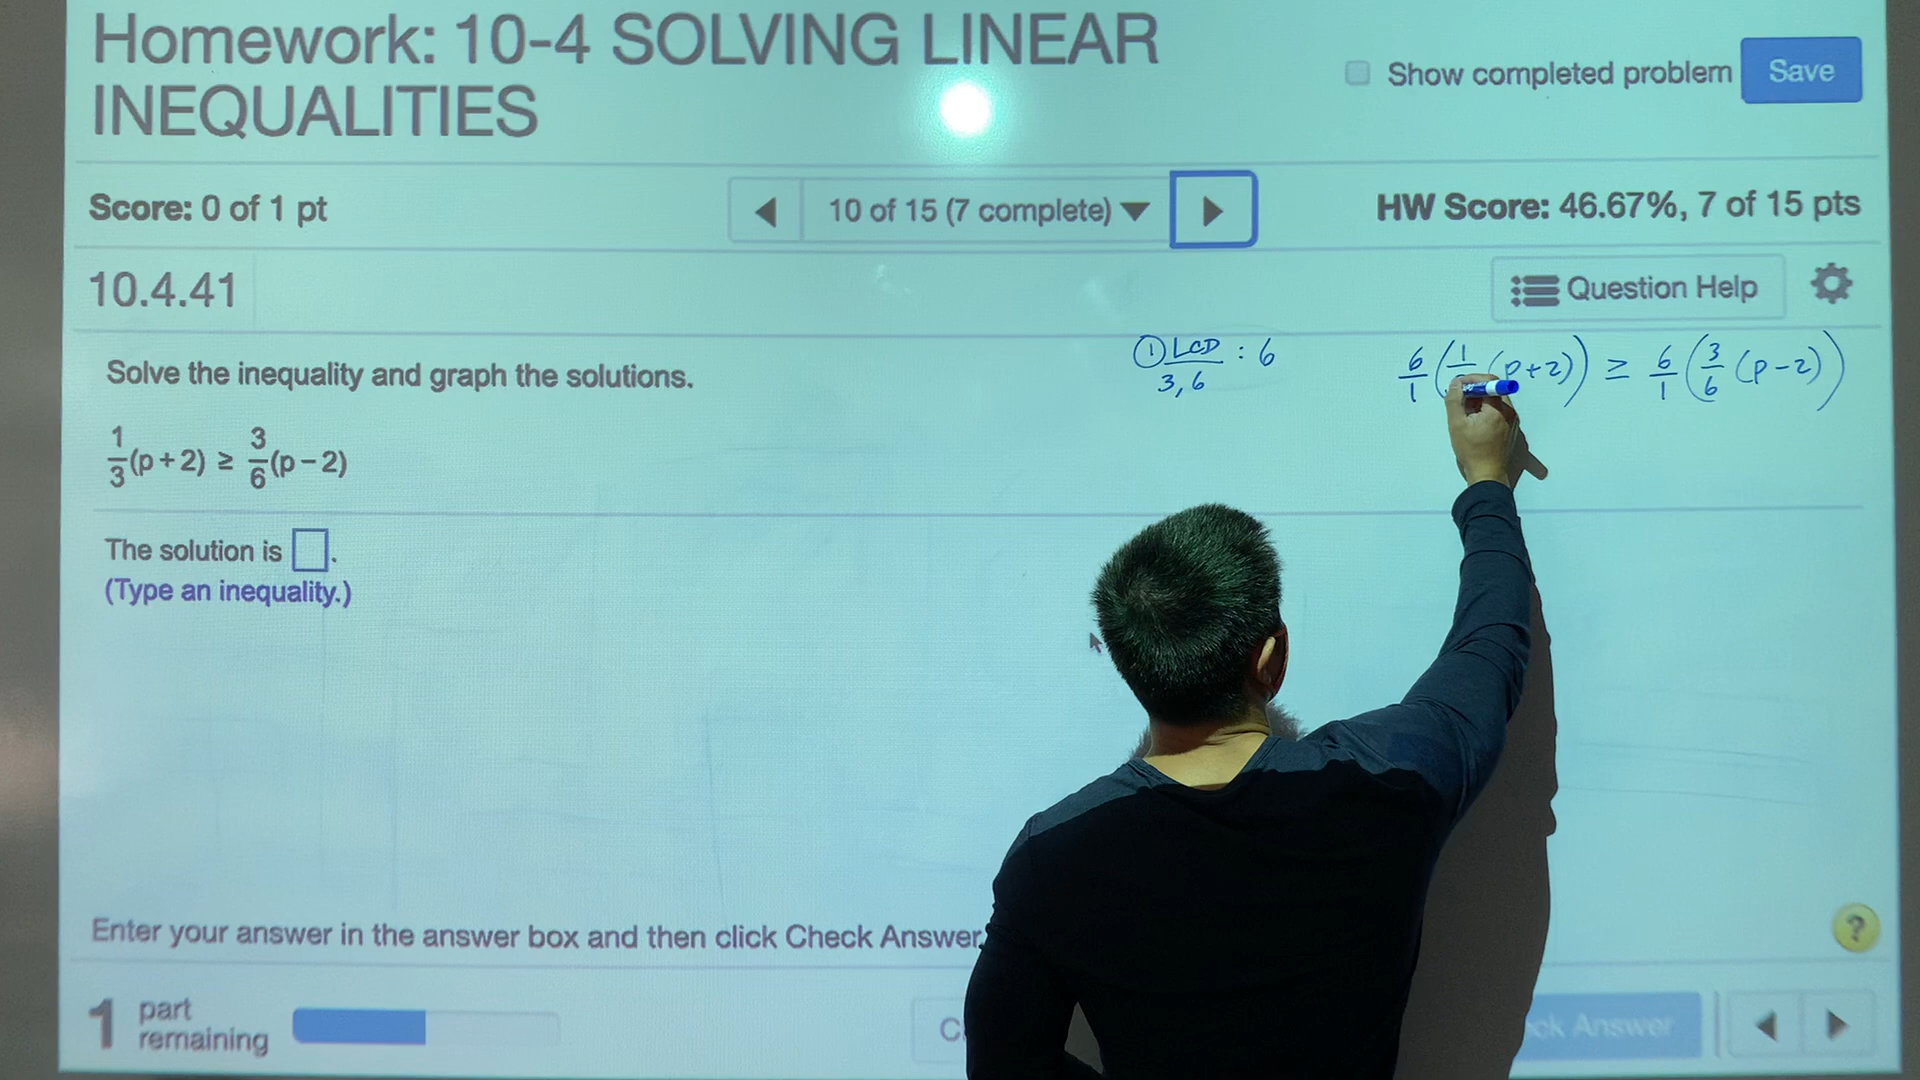 Homework: 10-4 SOLVING LINEAR
INEQUALITIES
Show completed problem
Save
Score: 0 of 1 pt
10 of 15 (7 complete)
HW Score: 46.67%, 7 of 15 pts
10.4.41
Question Help
Solve the inequality and graph the solutions.
1/3(p+2) ≥ 3/6(p−2)
① LCD : 6
3, 6
6/1 (1/ (p+2)) ≥ 6/1 (3/6 (p−2))
The solution is □.
(Type an inequality.)
Enter your answer in the answer box and then click Check Answer.
1 part
remaining
Answer
?